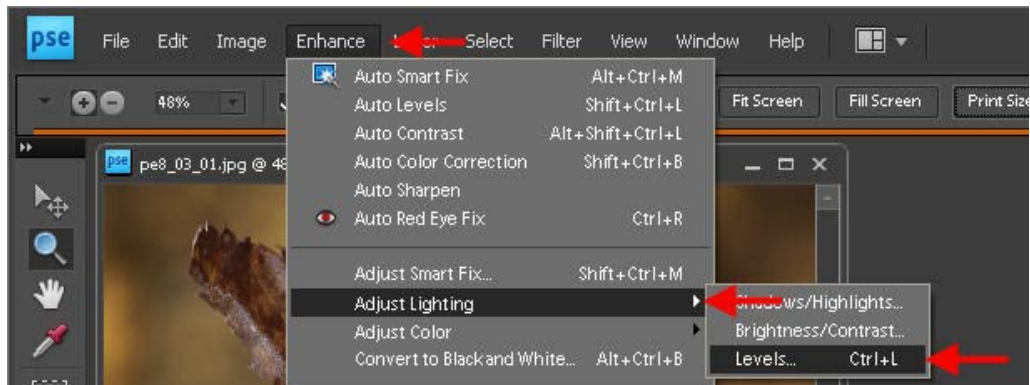 pse File Edit Image Enhance Select Filter View Window Help
48% Fit Screen Fill Screen Print Size
pse pe8_03_01.jpg @ 48
Auto Smart Fix Alt+Ctrl+M
Auto Levels Shift+Ctrl+L
Auto Contrast Alt+Shift+Ctrl+L
Auto Color Correction Shift+Ctrl+B
Auto Sharpen
Auto Red Eye Fix Ctrl+R
Adjust Smart Fix... Shift+Ctrl+M
Adjust Lighting
Adjust Color
Convert to Black and White... Alt+Ctrl+B
Shadows/Highlights...
Brightness/Contrast...
Levels... Ctrl+L